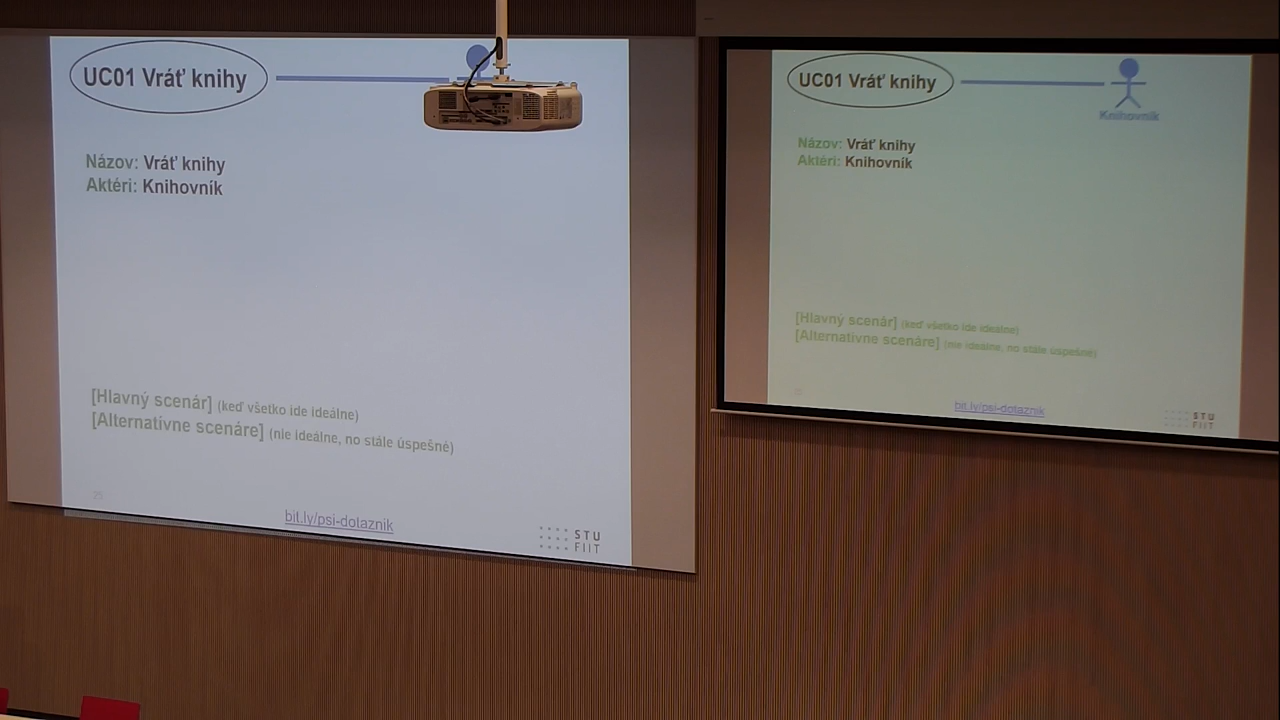 UC01 Vráť knihy
Názov: Vráť knihy
Aktéri: Knihovník
[Hlavný scenár] (keď všetko ide ideálne)
[Alternatívne scenáre] (nie ideálne, no stále úspešné)
23
bit.ly/psi-dotaznik
STU
FIIT
UC01 Vráť knihy
Knihovník
Názov: Vráť knihy
Aktéri: Knihovník
[Hlavný scenár] (keď všetko ide ideálne)
[Alternatívne scenáre] (nie ideálne, no stále úspešné)
bit.ly/psi-dotaznik
STU
FIIT